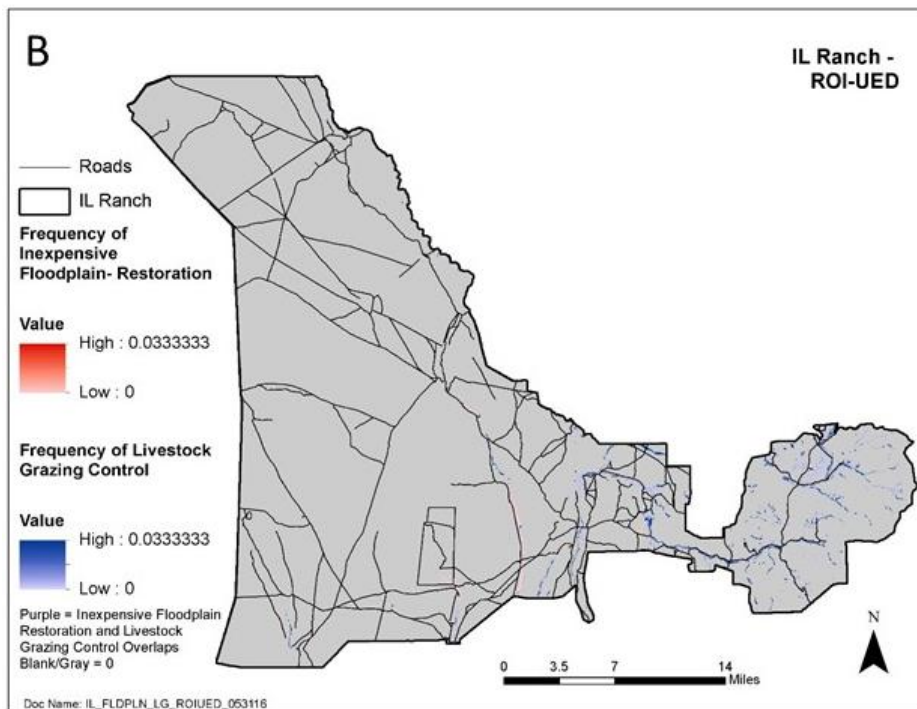 B
IL Ranch -
ROI-UED
Roads
IL Ranch
Frequency of
Inexpensive
Floodplain- Restoration
Value
High : 0.0333333
Low : 0
Frequency of Livestock
Grazing Control
Value
High : 0.0333333
Low : 0
Purple = Inexpensive Floodplain
Restoration and Livestock
Grazing Control Overlaps
Blank/Gray = 0
N
0 3.5 7 14
Miles
Doc Name: IL_FLDPLN_LG_ROIUED_053116